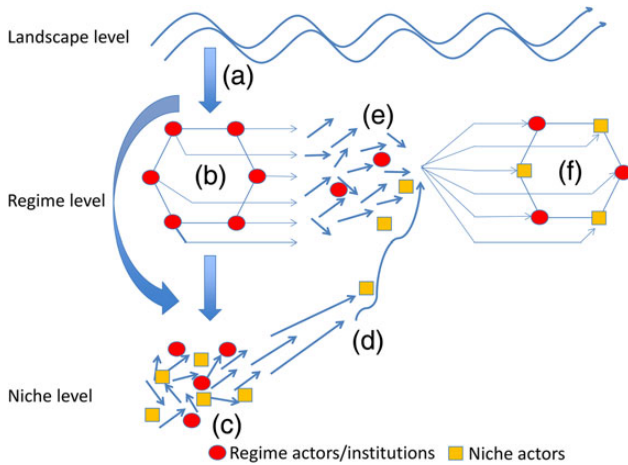 Landscape level
(a)
(e)
(b)
(f)
Regime level
(d)
Niche level
(c)
Regime actors/institutions
Niche actors